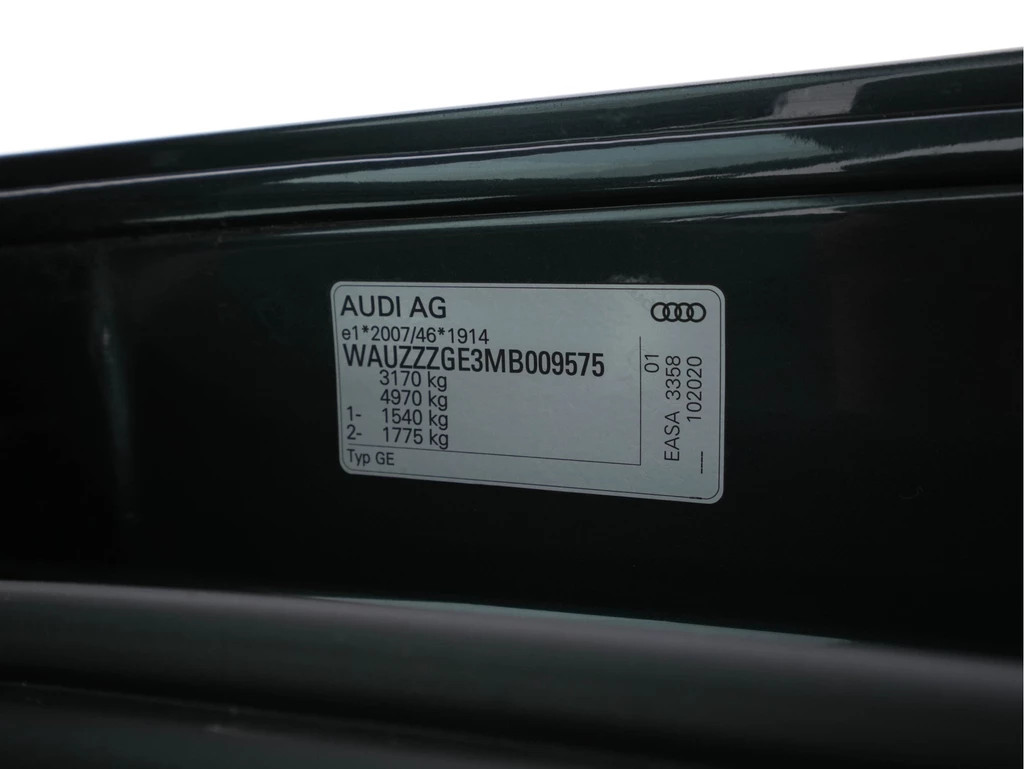 AUDI AG
e1*2007/46*1914
WAUZZZGE3MB009575
3170 kg
4970 kg
1- 1540 kg
2- 1775 kg
Typ GE
01
EASA 3358
102020